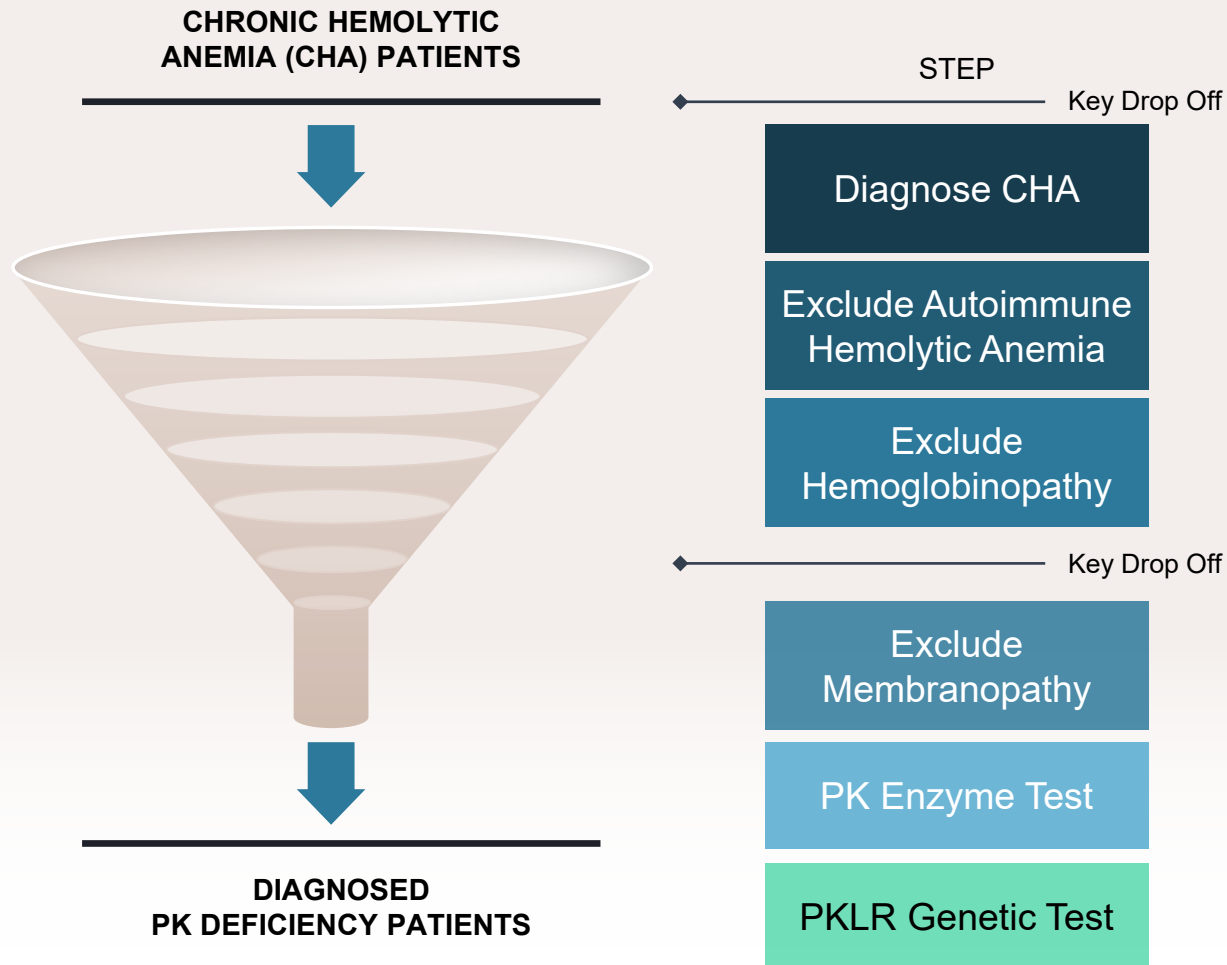 CHRONIC HEMOLYTIC
ANEMIA (CHA) PATIENTS
STEP
Key Drop Off
Diagnose CHA
Exclude Autoimmune
Hemolytic Anemia
Exclude
Hemoglobinopathy
Key Drop Off
Exclude
Membranopathy
PK Enzyme Test
PKLR Genetic Test
DIAGNOSED
PK DEFICIENCY PATIENTS